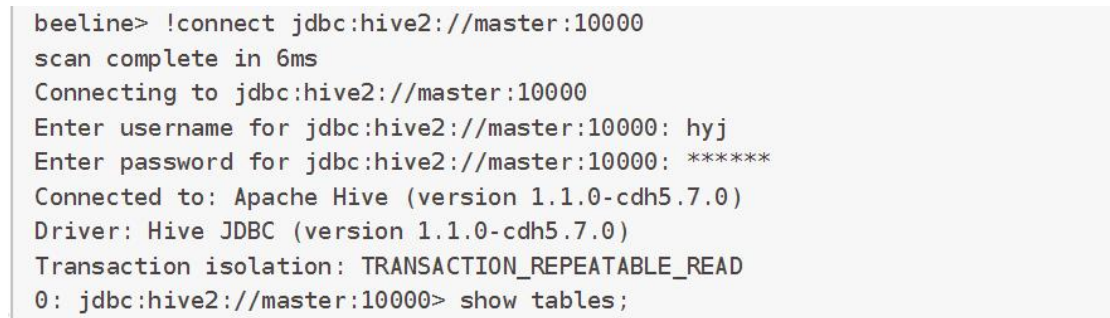 beeline> !connect jdbc:hive2://master:10000
scan complete in 6ms
Connecting to jdbc:hive2://master:10000
Enter username for jdbc:hive2://master:10000: hyj
Enter password for jdbc:hive2://master:10000: ******
Connected to: Apache Hive (version 1.1.0-cdh5.7.0)
Driver: Hive JDBC (version 1.1.0-cdh5.7.0)
Transaction isolation: TRANSACTION_REPEATABLE_READ
0: jdbc:hive2://master:10000> show tables;